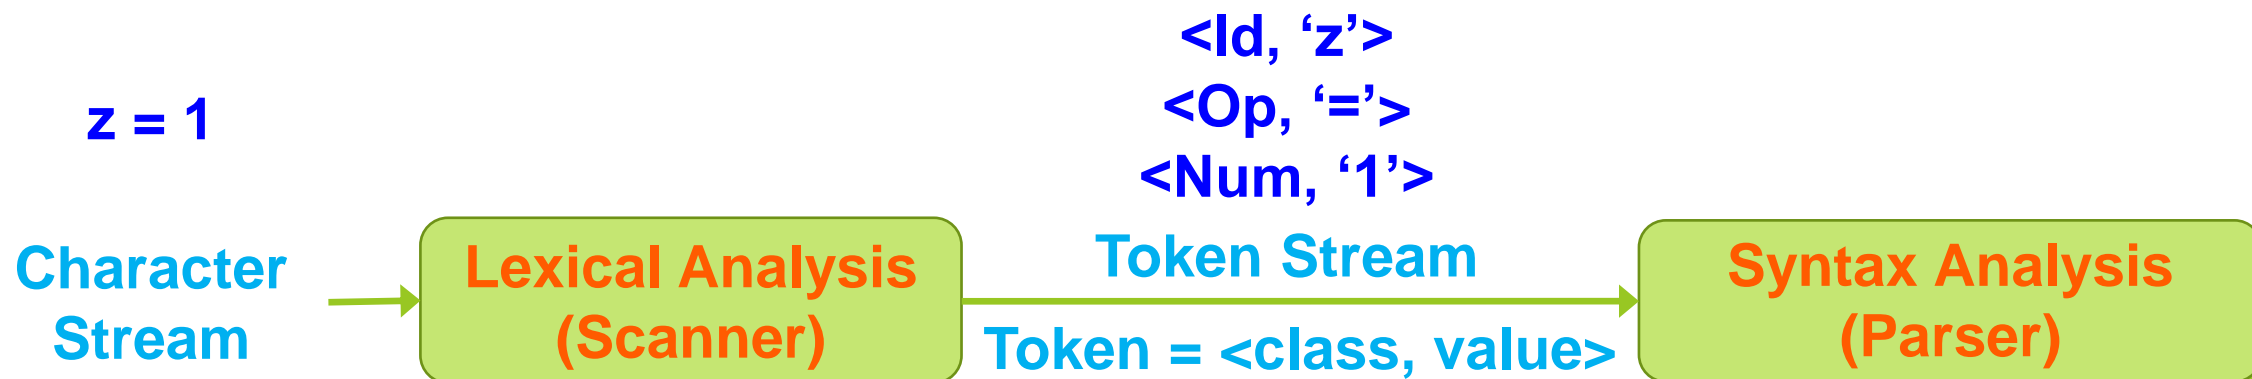 z = 1
Character
Stream
Lexical Analysis
(Scanner)
<Id, ‘z’>
<Op, ‘=’>
<Num, ‘1’>
Token Stream
Token = <class, value>
Syntax Analysis
(Parser)